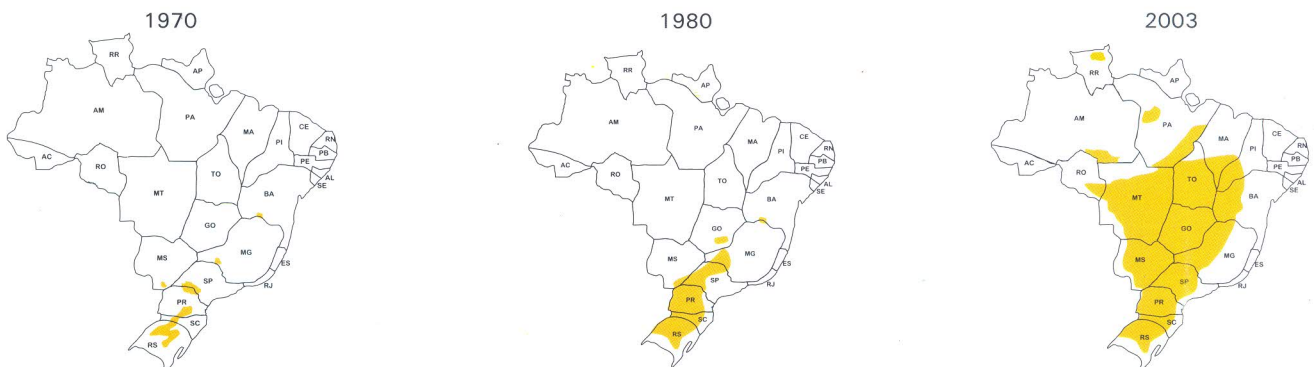 1970
RR
AP
AM
PA
MA
CE
RN
PB
PI
PE
AL
SE
AC
RO
TO
BA
MT
GO
MG
ES
MS
SP
RJ
PR
SC
RS
1980
RR
AP
AM
PA
MA
CE
RN
PB
PI
PE
AL
SE
AC
RO
TO
BA
MT
GO
MG
ES
MS
SP
RJ
PR
SC
RS
2003
RR
AP
AM
PA
MA
CE
RN
PB
PI
PE
AL
SE
AC
RO
TO
BA
MT
GO
MG
ES
MS
SP
RJ
PR
SC
RS